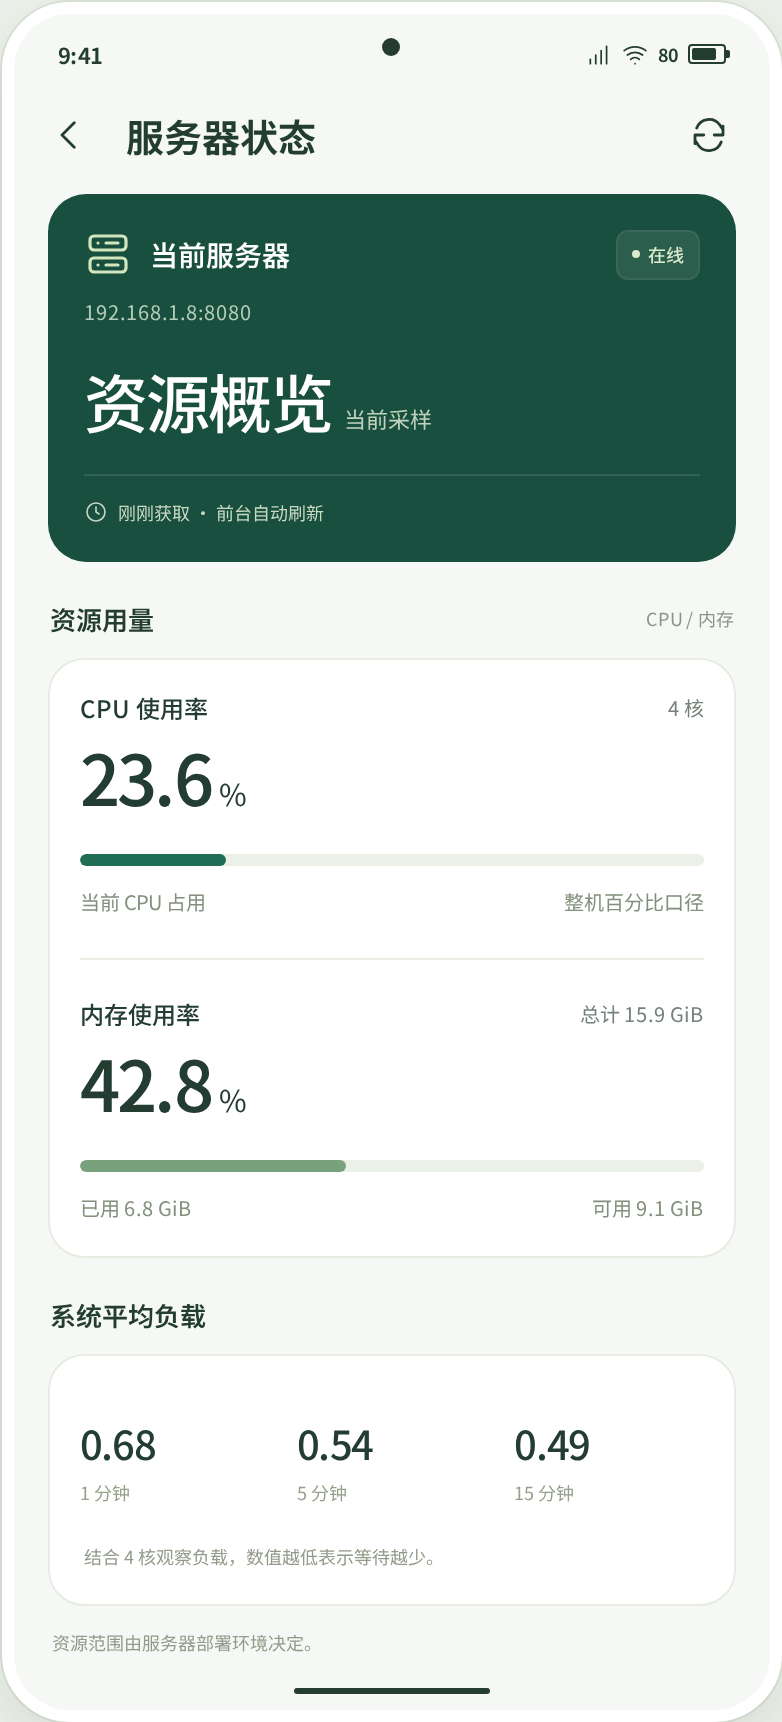 9:41
80
服务器状态
当前服务器
在线
192.168.1.8:8080
资源概览 当前采样
刚刚获取 · 前台自动刷新
资源用量
CPU / 内存
CPU 使用率
4 核
23.6 %
当前 CPU 占用
整机百分比口径
内存使用率
总计 15.9 GiB
42.8 %
已用 6.8 GiB
可用 9.1 GiB
系统平均负载
0.68
0.54
0.49
1 分钟
5 分钟
15 分钟
结合 4 核观察负载，数值越低表示等待越少。
资源范围由服务器部署环境决定。